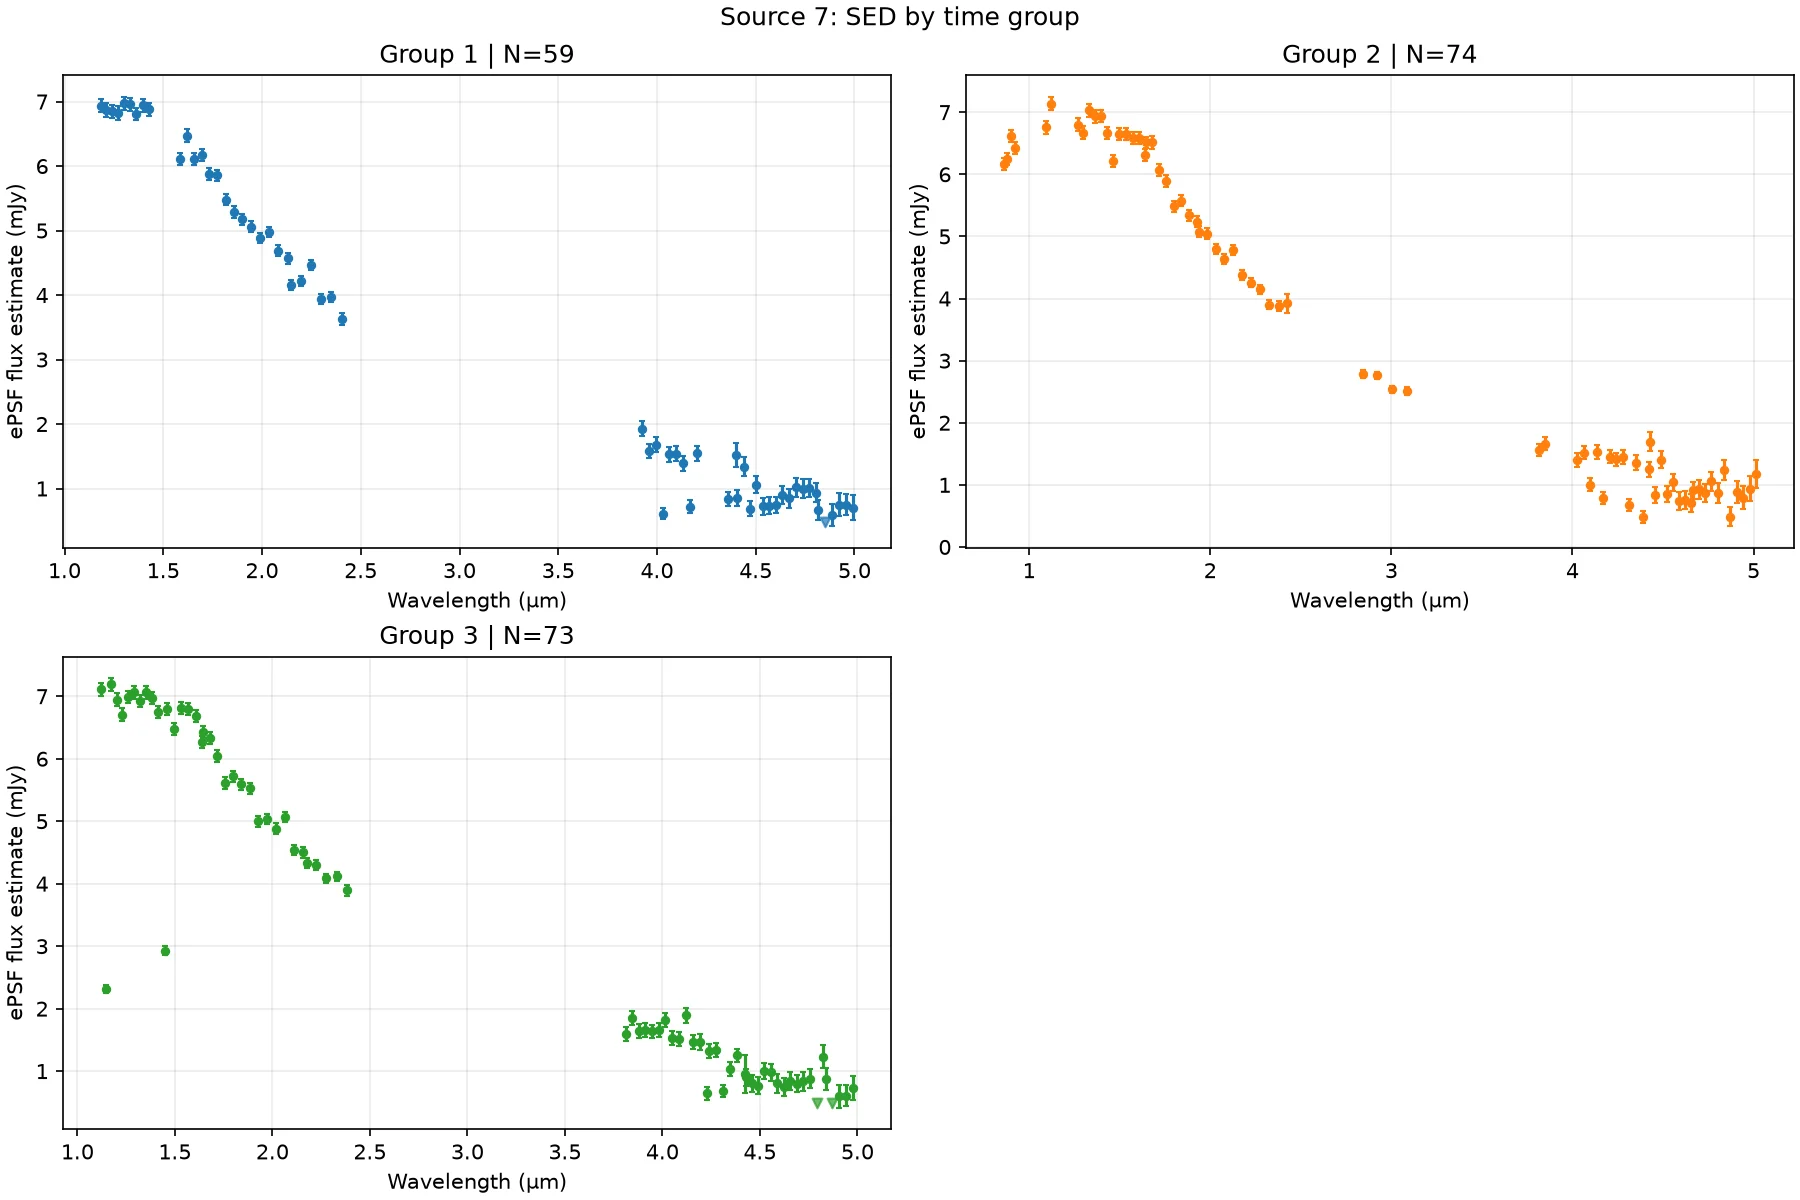 Source 7: SED by time group
Group 1 | N=59
ePSF flux estimate (mJy)
7
6
5
4
3
2
1
1.0 1.5 2.0 2.5 3.0 3.5 4.0 4.5 5.0
Wavelength (µm)
Group 2 | N=74
ePSF flux estimate (mJy)
7
6
5
4
3
2
1
0
1 2 3 4 5
Wavelength (µm)
Group 3 | N=73
ePSF flux estimate (mJy)
7
6
5
4
3
2
1
1.0 1.5 2.0 2.5 3.0 3.5 4.0 4.5 5.0
Wavelength (µm)